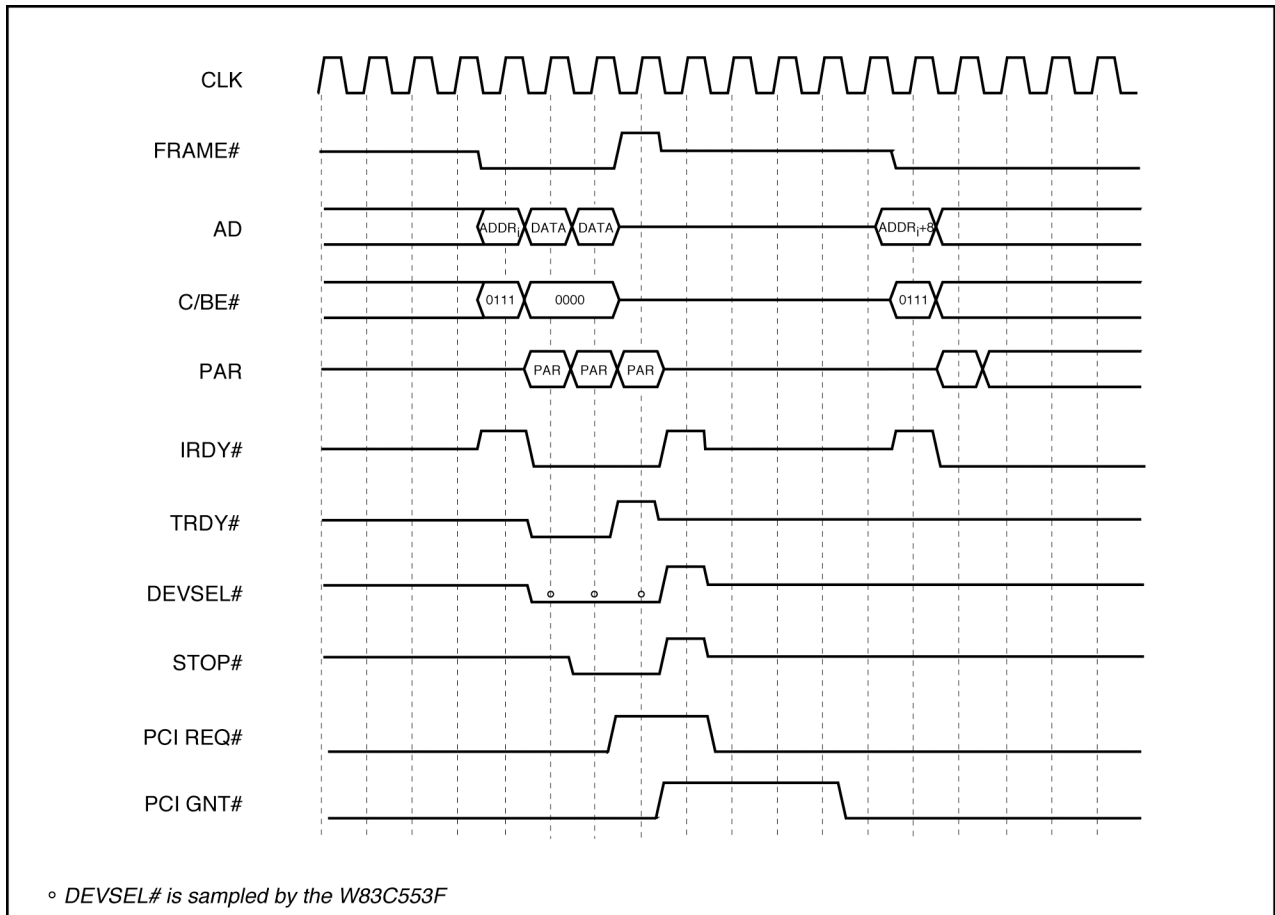 CLK
FRAME#
AD
ADDRi DATA DATA ADDRi+8
C/BE#
0111 0000 0111
PAR
PAR PAR PAR
IRDY#
TRDY#
DEVSEL#
STOP#
PCI REQ#
PCI GNT#
DEVSEL# is sampled by the W83C553F